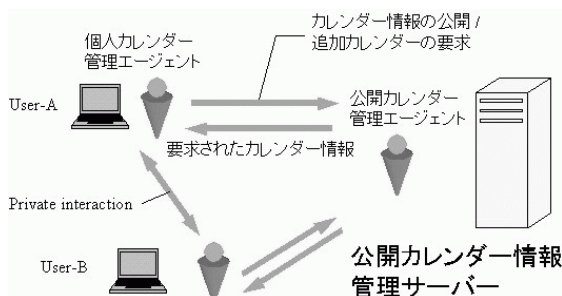 カレンダー情報の公開 /
追加カレンダーの要求
個人カレンダー
管理エージェント
User-A
公開カレンダー
管理エージェント
要求されたカレンダー情報
Private interaction
User-B
公開カレンダー情報
管理サーバー